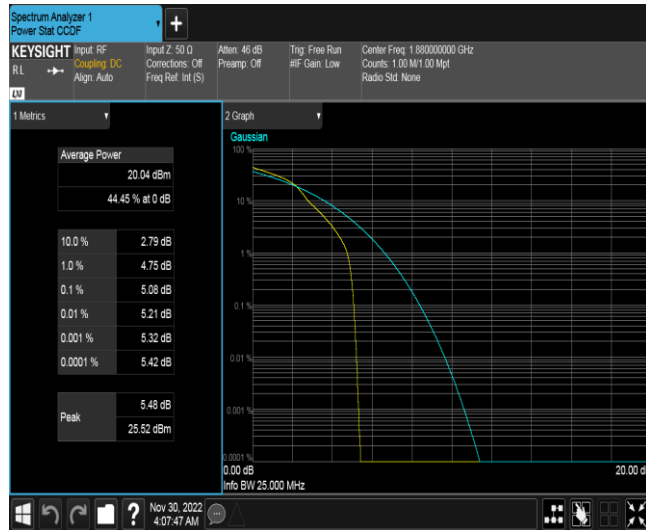 Spectrum Analyzer 1
Power Stat CCDF
KEYSIGHT
Input: RF
Coupling: DC
Align: Auto
Input Z: 50 Ω
Corrections: Off
Freq Ref: Int (S)
Atten: 46 dB
Preamp: Off
Trig: Free Run
#IF Gain: Low
Center Freq: 1.880000000 GHz
Counts: 1.00 M/1.00 Mpt
Radio Std: None
R L
LXI
1 Metrics
Average Power
20.04 dBm
44.45 % at 0 dB
10.0 % 2.79 dB
1.0 % 4.75 dB
0.1 % 5.08 dB
0.01 % 5.21 dB
0.001 % 5.32 dB
0.0001 % 5.42 dB
Peak
5.48 dB
25.52 dBm
2 Graph
Gaussian
100 %
10 %
1 %
0.1 %
0.01 %
0.001 %
0.0001 %
0.00 dB
20.00 d
Info BW 25.000 MHz
?
Nov 30, 2022
4:07:47 AM